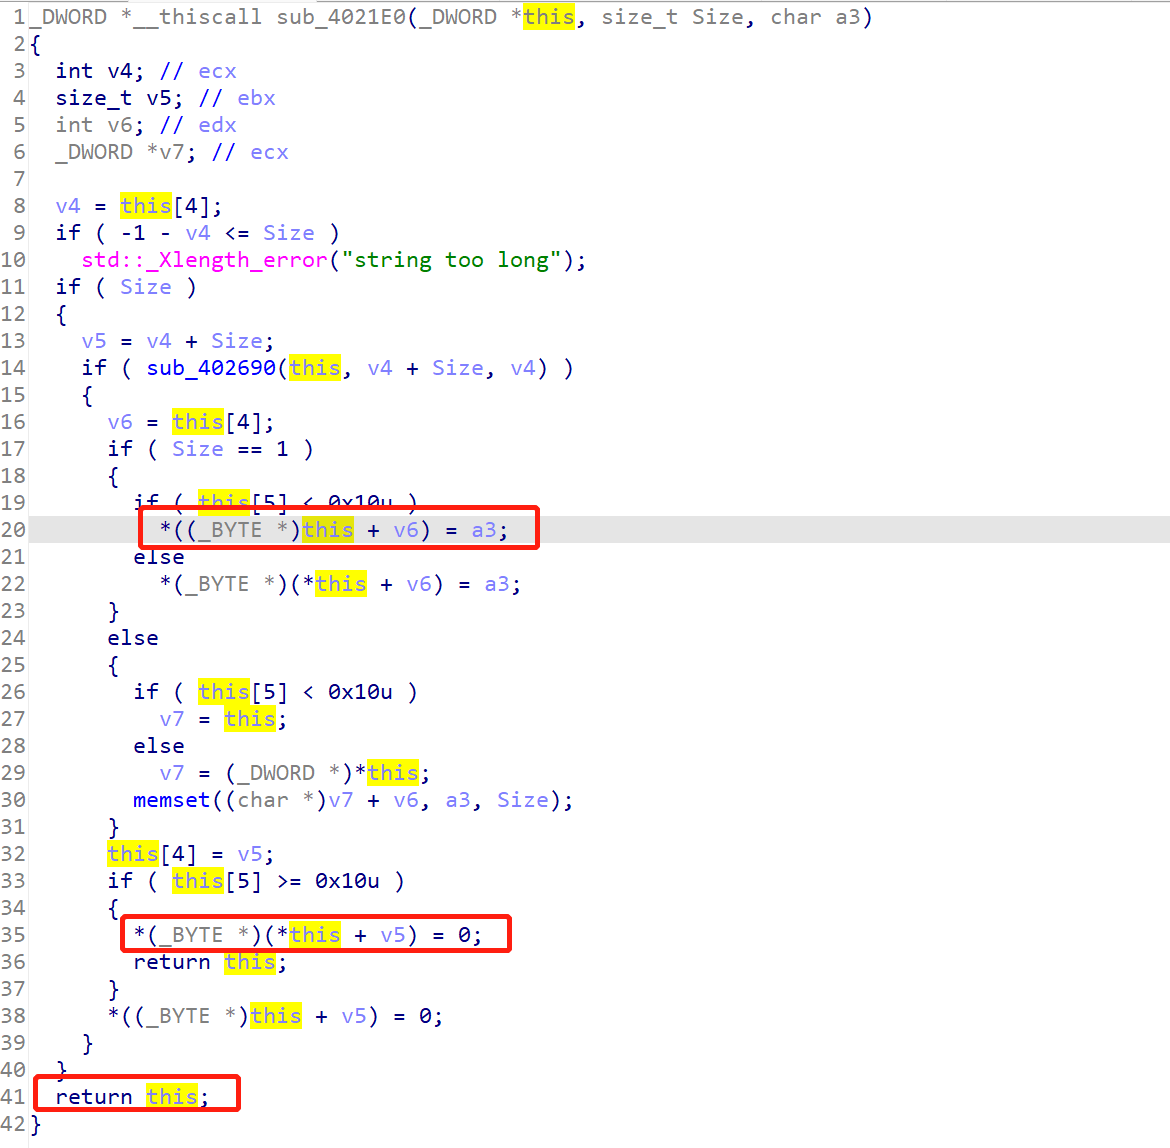 1 _DWORD *__thiscall sub_4021E0(_DWORD *this, size_t Size, char a3)
2 {
3   int v4; // ecx
4   size_t v5; // ebx
5   int v6; // edx
6   _DWORD *v7; // ecx
7
8   v4 = this[4];
9   if ( -1 - v4 <= Size )
10     std::_Xlength_error("string too long");
11   if ( Size )
12   {
13     v5 = v4 + Size;
14     if ( sub_402690(this, v4 + Size, v4) )
15     {
16       v6 = this[4];
17       if ( Size == 1 )
18       {
19         if ( this[5] < 0x10u )
20           *((_BYTE *)this + v6) = a3;
21         else
22           *(_BYTE *)(*this + v6) = a3;
23       }
24       else
25       {
26         if ( this[5] < 0x10u )
27           v7 = this;
28         else
29           v7 = (_DWORD *)*this;
30         memset((char *)v7 + v6, a3, Size);
31       }
32       this[4] = v5;
33       if ( this[5] >= 0x10u )
34       {
35         *(_BYTE *)(*this + v5) = 0;
36         return this;
37       }
38       *((_BYTE *)this + v5) = 0;
39     }
40   }
41   return this;
42 }